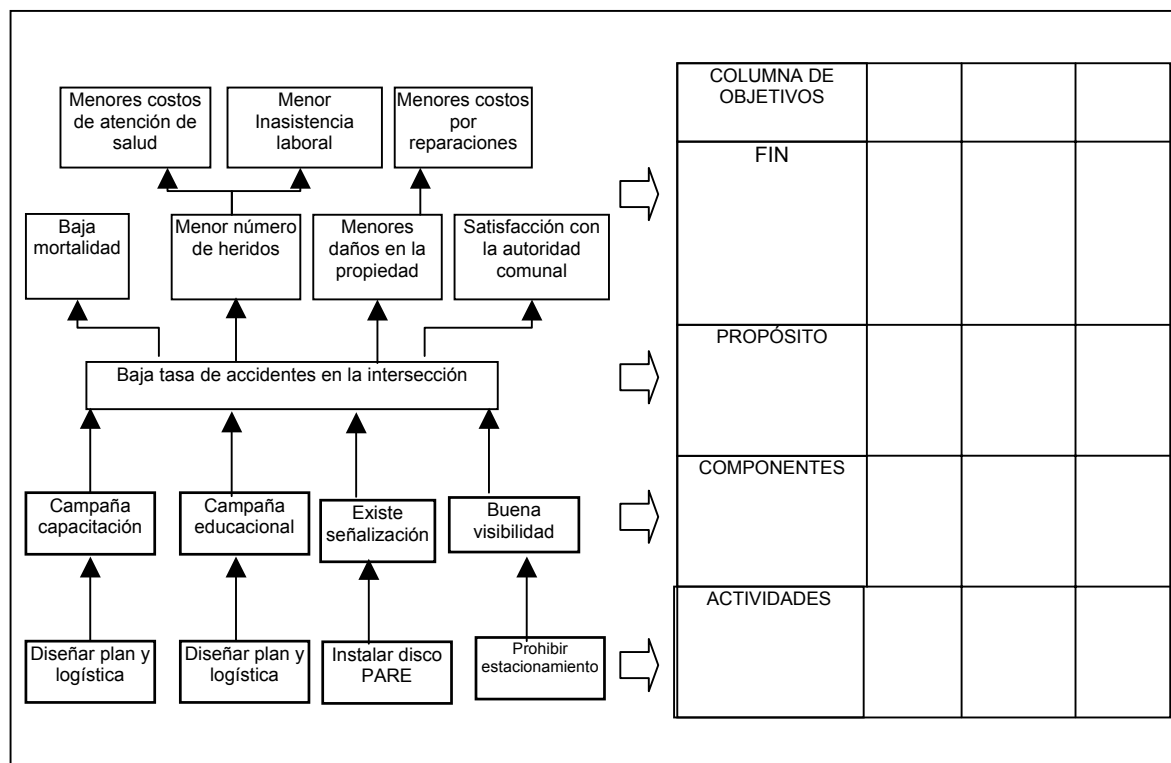 Menores costos
de atención de
salud
Menor
Inasistencia
laboral
Menores costos
por
reparaciones
Baja
mortalidad
Menor número
de heridos
Menores
daños en la
propiedad
Satisfacción con
la autoridad
comunal
Baja tasa de accidentes en la intersección
Campaña
capacitación
Campaña
educacional
Existe
señalización
Buena
visibilidad
Diseñar plan y
logística
Diseñar plan y
logística
Instalar disco
PARE
Prohibir
estacionamiento
COLUMNA DE
OBJETIVOS
FIN
PROPÓSITO
COMPONENTES
ACTIVIDADES